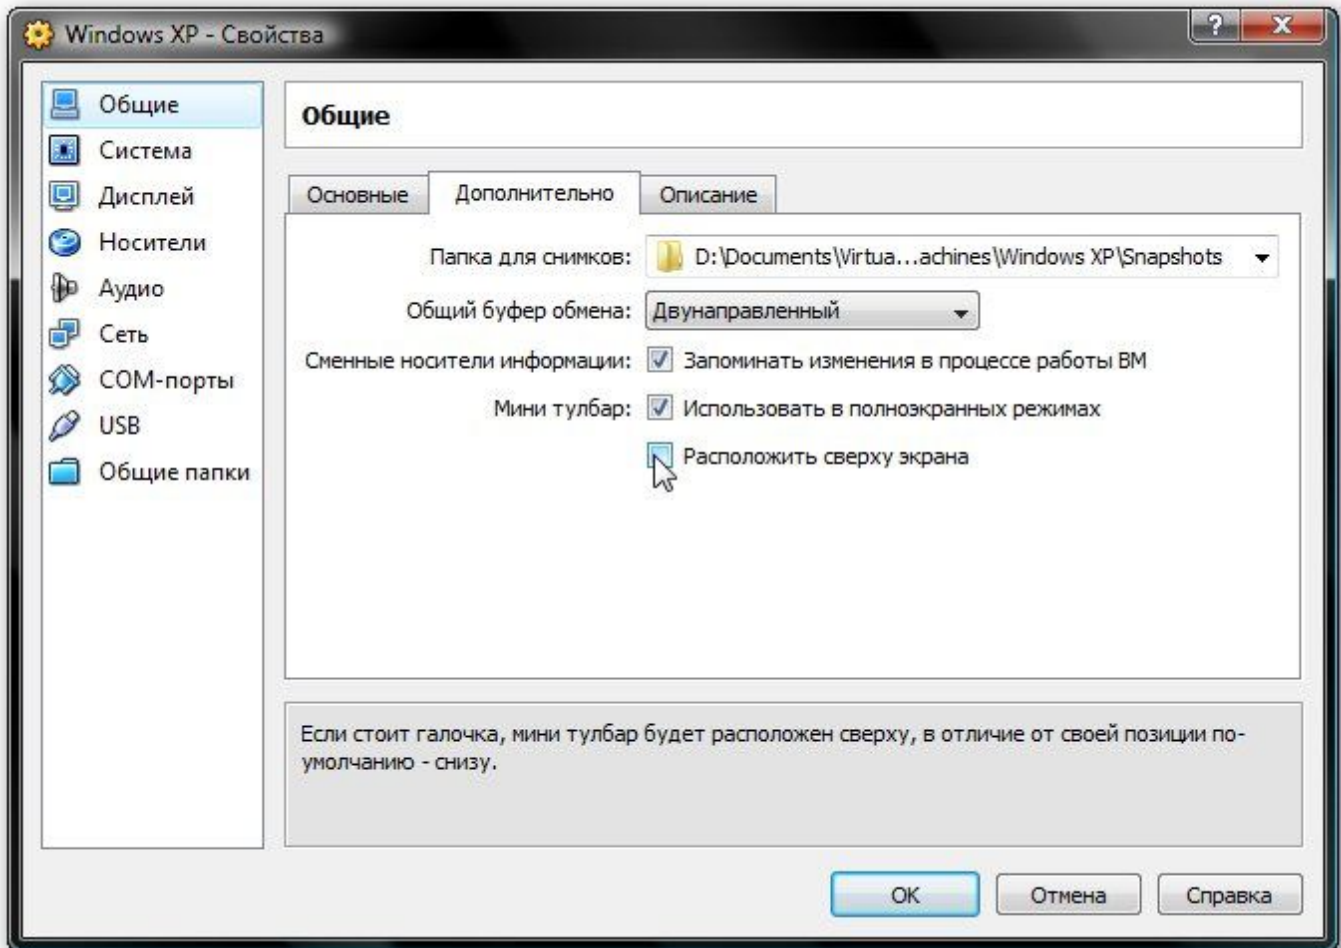 Windows XP - Свойства
?
X
Общие
Система
Дисплей
Носители
Аудио
Сеть
COM-порты
USB
Общие папки
Общие
Основные
Дополнительно
Описание
Папка для снимков: D:\Documents\Virtua...achines\Windows XP\Snapshots
Общий буфер обмена: Двунаправленный
Сменные носители информации: Запоминать изменения в процессе работы ВМ
Мини тулбар: Использовать в полноэкранных режимах
Расположить сверху экрана
Если стоит галочка, мини тулбар будет расположен сверху, в отличие от своей позиции по-
умолчанию - снизу.
OK
Отмена
Справка